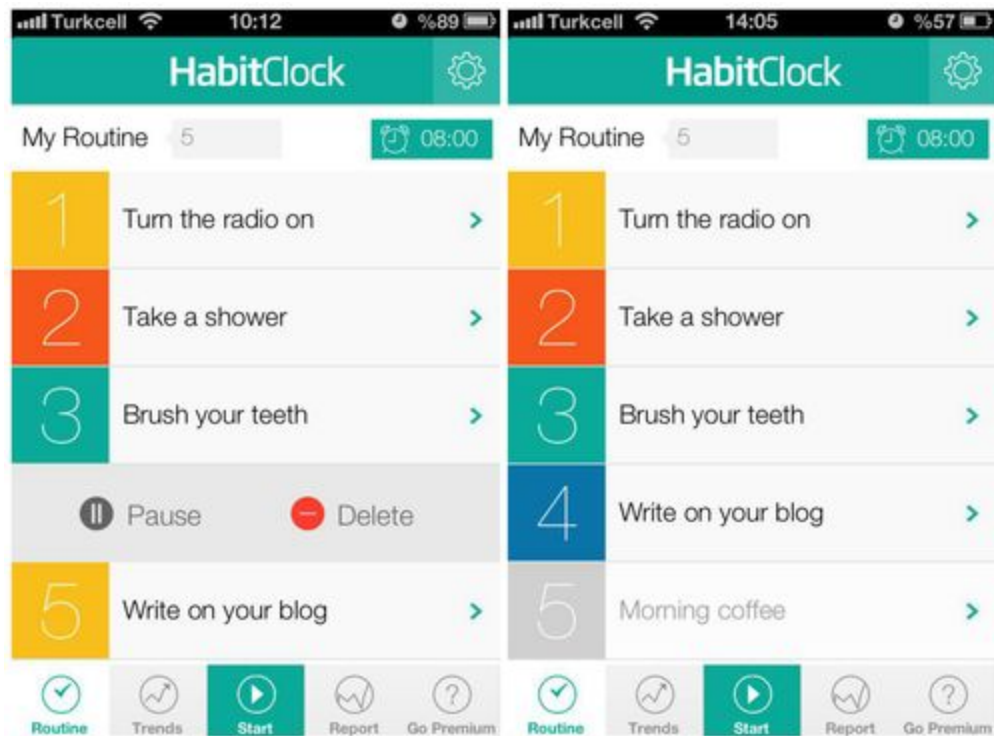 Turkcell 10:12 %89
HabitClock
My Routine 5 08:00
1 Turn the radio on
2 Take a shower
3 Brush your teeth
Pause Delete
5 Write on your blog
Routine Trends Start Report Go Premium
Turkcell 14:05 %57
HabitClock
My Routine 5 08:00
1 Turn the radio on
2 Take a shower
3 Brush your teeth
4 Write on your blog
5 Morning coffee
Routine Trends Start Report Go Premium